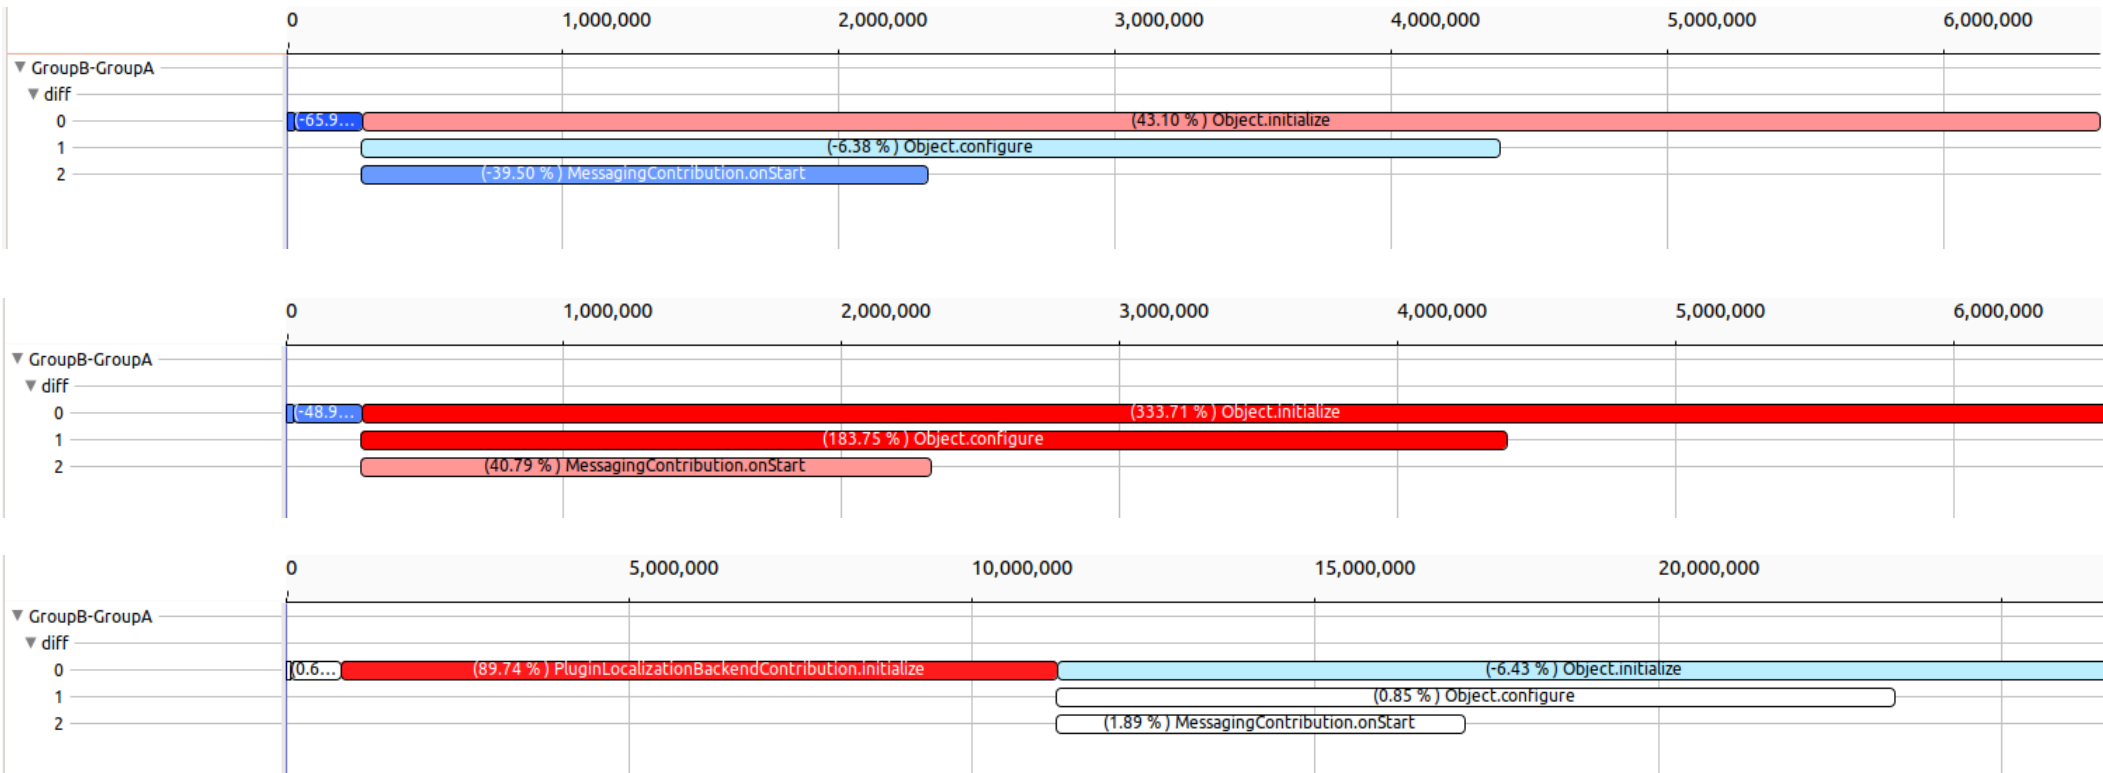 0 1,000,000 2,000,000 3,000,000 4,000,000 5,000,000 6,000,000
GroupB-GroupA
diff
0 (-65.9... (43.10 %) Object.initialize
1 (-6.38 %) Object.configure
2 (-39.50 %) MessagingContribution.onStart
0 1,000,000 2,000,000 3,000,000 4,000,000 5,000,000 6,000,000
GroupB-GroupA
diff
0 (-48.9... (333.71 %) Object.initialize
1 (183.75 %) Object.configure
2 (40.79 %) MessagingContribution.onStart
0 5,000,000 10,000,000 15,000,000 20,000,000
GroupB-GroupA
diff
0 (0.6... (89.74 %) PluginLocalizationBackendContribution.initialize (-6.43 %) Object.initialize
1 (0.85 %) Object.configure
2 (1.89 %) MessagingContribution.onStart